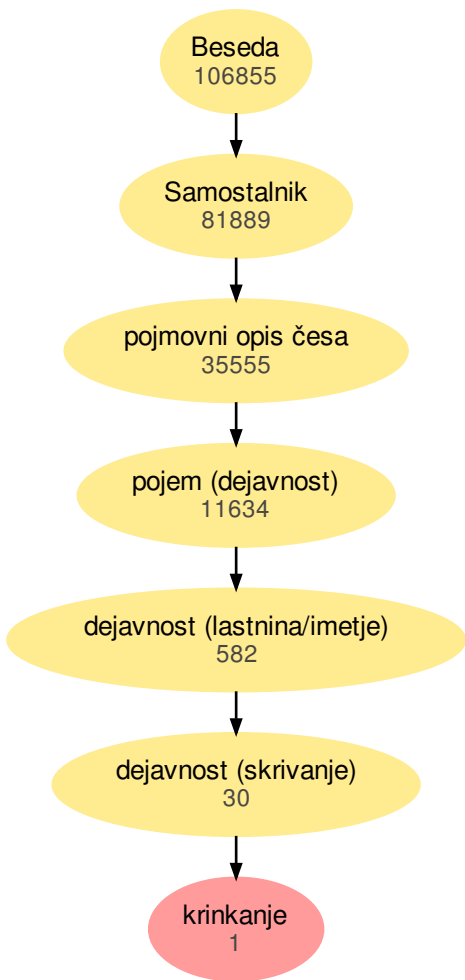 Beseda
106855
Samostalnik
81889
pojmovni opis česa
35555
pojem (dejavnost)
11634
dejavnost (lastnina/imetje)
582
dejavnost (skrivanje)
30
krinkanje
1